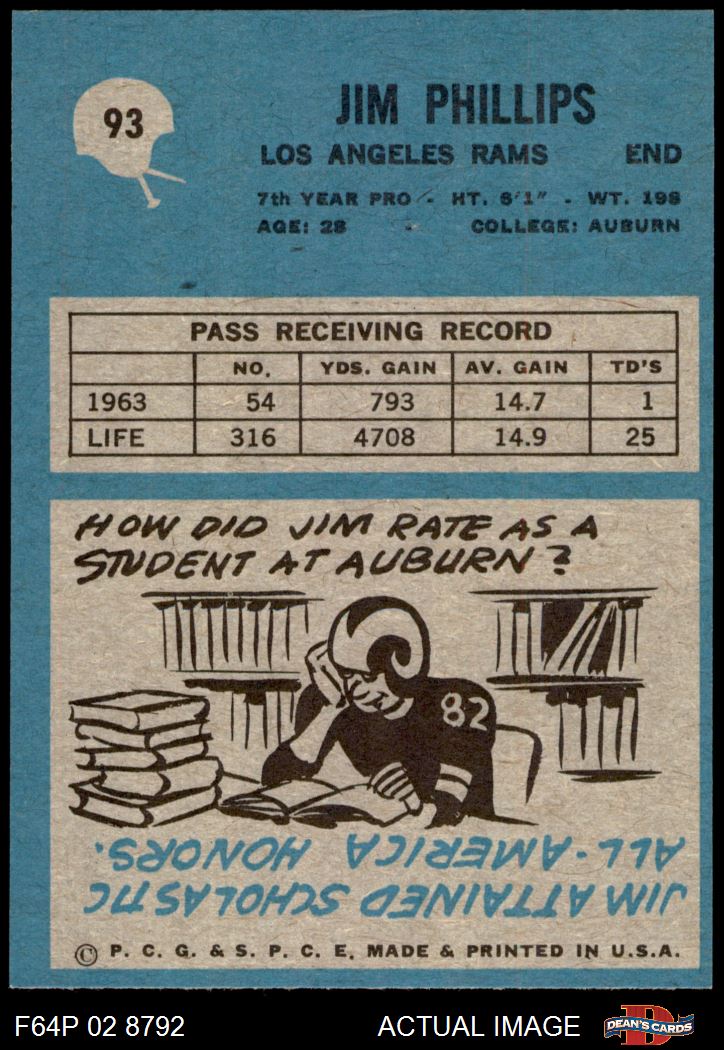 93
JIM PHILLIPS
LOS ANGELES RAMS END
7th YEAR PRO - HT. 6'1" - WT. 198
AGE: 28 - COLLEGE: AUBURN
PASS RECEIVING RECORD
NO. YDS. GAIN AV. GAIN TD'S
1963 54 793 14.7 1
LIFE 316 4708 14.9 25
HOW DID JIM RATE AS A
STUDENT AT AUBURN?
82
JIM ATTAINED SCHOLASTIC
ALL-AMERICA HONORS.
© P. C. G. & S. P. C. E. MADE & PRINTED IN U.S.A.
F64P 02 8792 ACTUAL IMAGE D DEAN'S CARDS